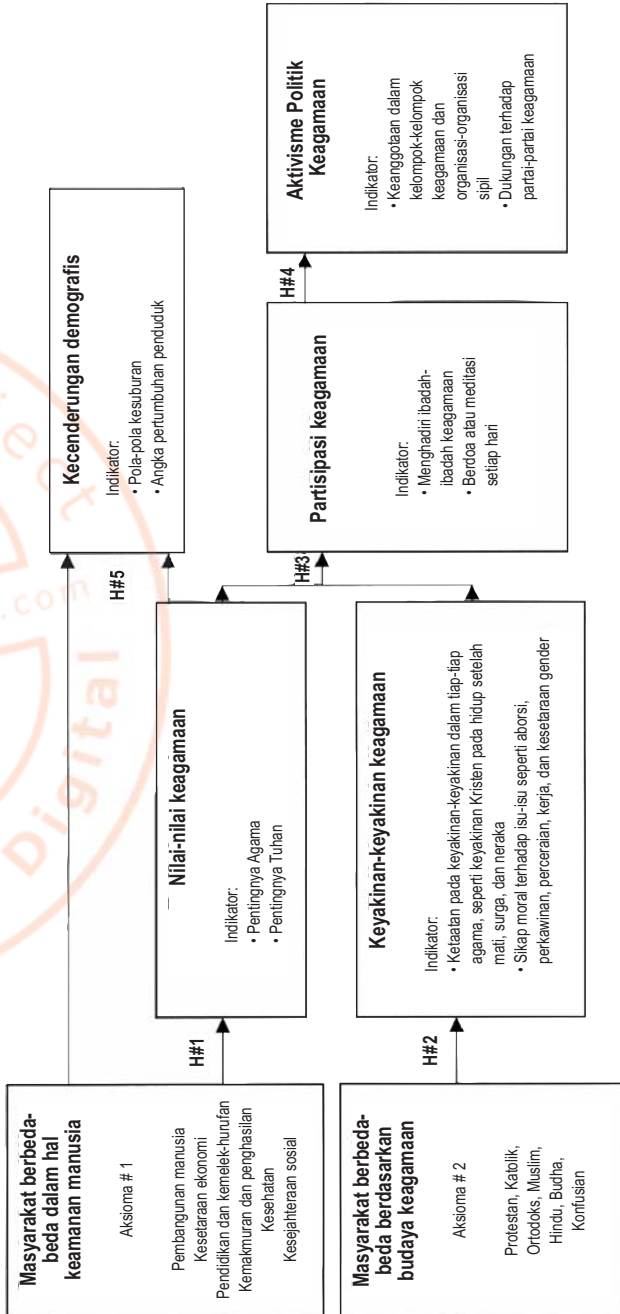 Masyarakat berbeda-
beda dalam hal
keamanan manusia
Aksioma # 1
Pembangunan manusia
Kesetaraan ekonomi
Pendidikan dan kemelek-hurufan
Kemakmuran dan penghasilan
Kesehatan
Kesejahteraan sosial
Masyarakat berbeda-
beda berdasarkan
budaya keagamaan
Aksioma # 2
Protestan, Katolik,
Ortodoks, Muslim,
Hindu, Budha,
Konfusian
H#1
H#2
Nilai-nilai keagamaan
Indikator:
• Pentingnya Agama
• Pentingnya Tuhan
Keyakinan-keyakinan keagamaan
Indikator:
• Ketaatan pada keyakinan-keyakinan dalam tiap-tiap
agama, seperti keyakinan Kristen pada hidup setelah
mati, surga, dan neraka
• Sikap moral terhadap isu-isu seperti aborsi,
perkawinan, perceraian, kerja, dan kesetaraan gender
H#5
H#3
Kecenderungan demografis
Indikator:
• Pola-pola kesuburan
• Angka pertumbuhan penduduk
Partisipasi keagamaan
Indikator:
• Menghadiri ibadah-
ibadah keagamaan
• Berdoa atau meditasi
setiap hari
H#4
Aktivisme Politik
Keagamaan
Indikator:
• Keanggotaan dalam
kelompok-kelompok
keagamaan dan
organisasi-organisasi
sipil
• Dukungan terhadap
partai-partai keagamaan
ject
.com
Digital